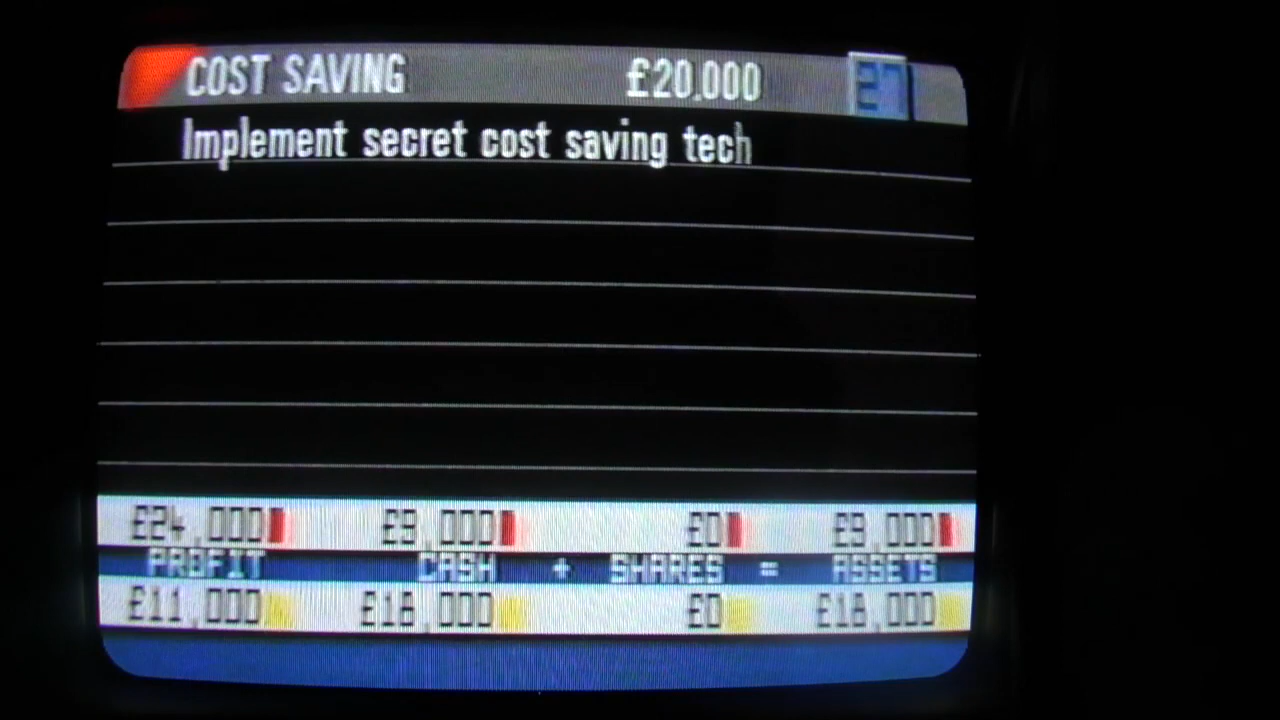 COST SAVING £20,000 27
Implement secret cost saving tech
£24,000 £9,000 £0 £9,000
PROFIT CASH + SHARES = ASSETS
£11,000 £18,000 £0 £18,000